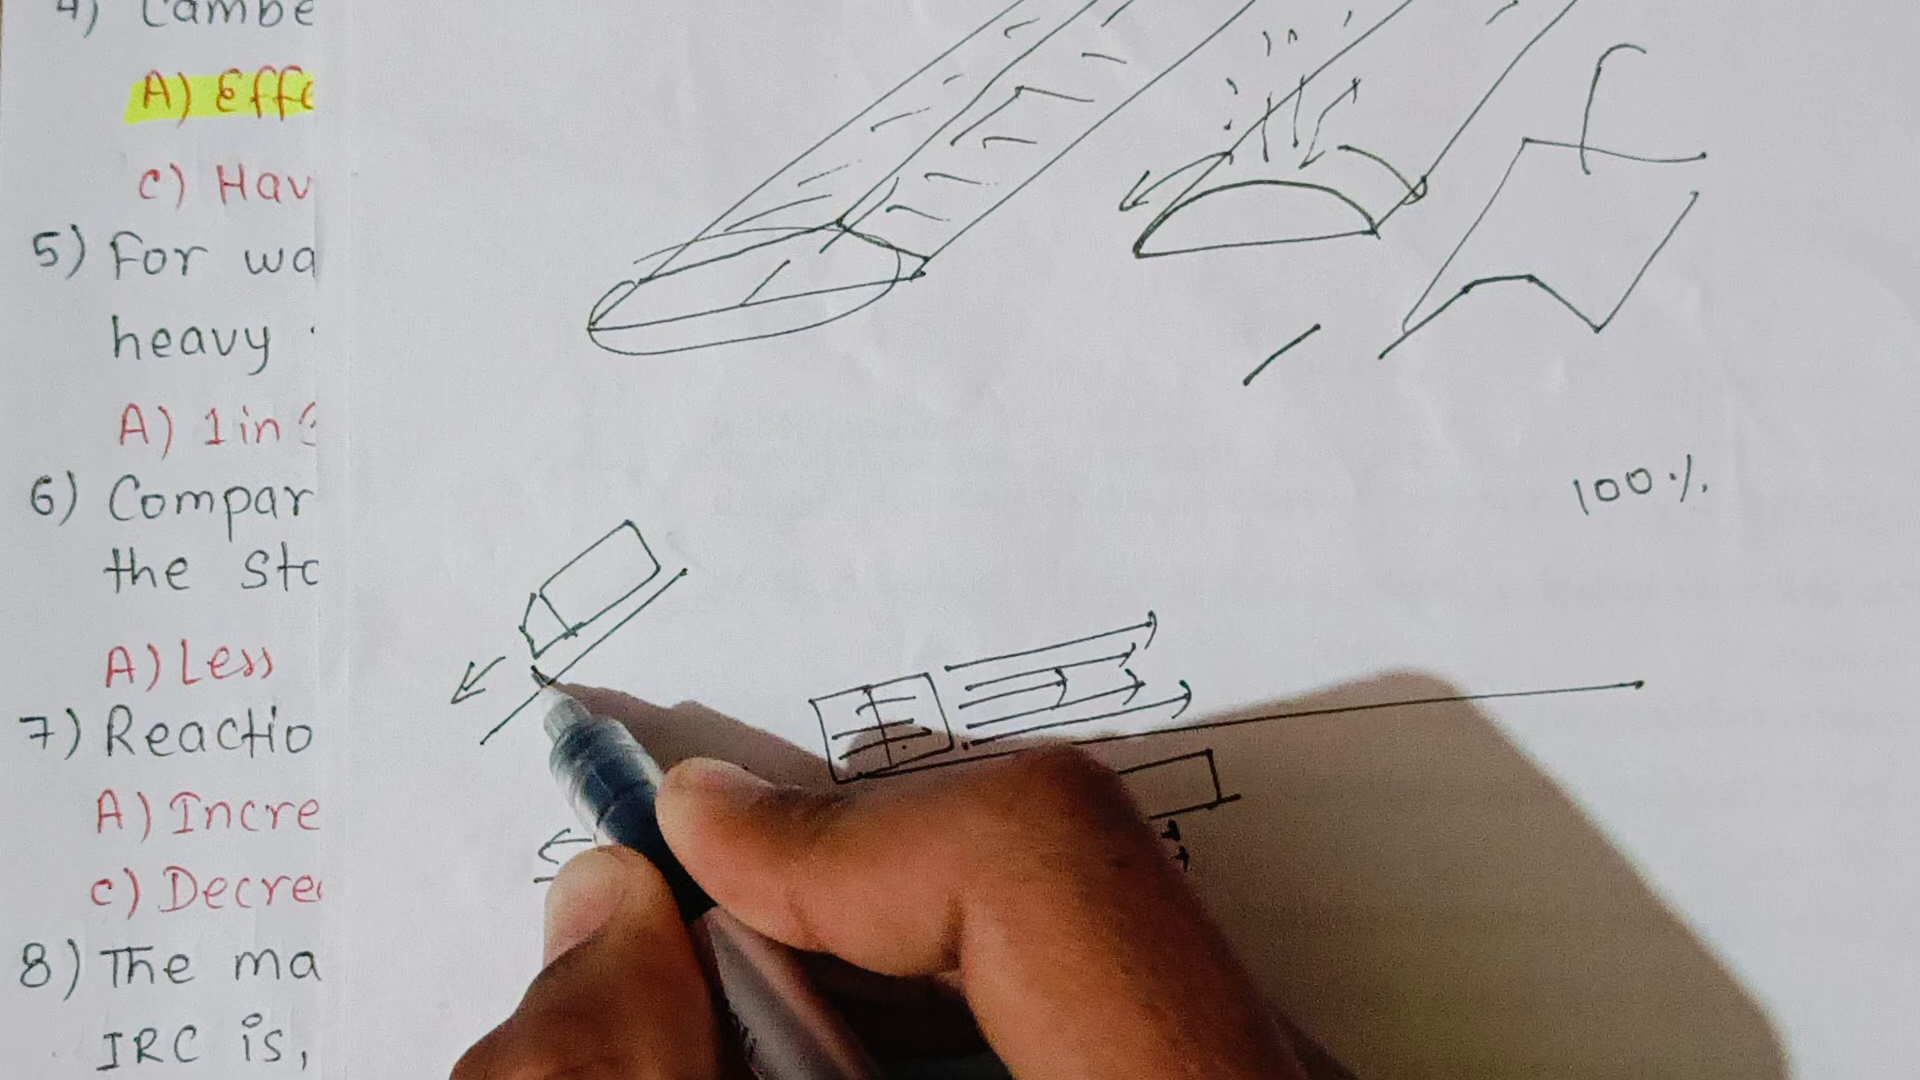 4) Cambe
A) Effe
C) Hav
5) For wa
heavy
A) 1 in
6) Compar
the sta
A) Less
7) Reactio
A) Incre
C) Decre
8) The ma
IRC is,
f
100%